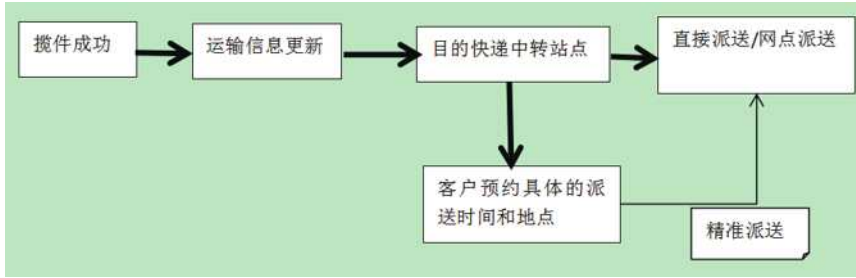 揽件成功
运输信息更新
目的快递中转站点
直接派送/网点派送
客户预约具体的派
送时间和地点
精准派送